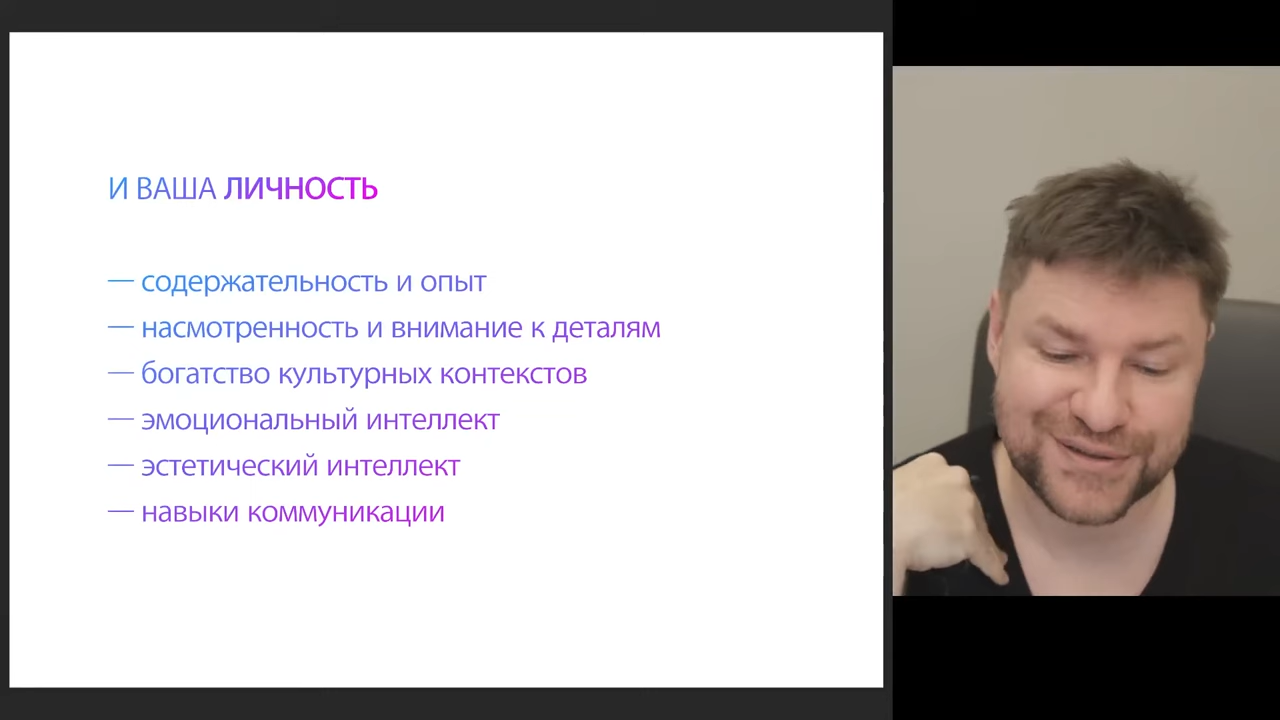 И ВАША ЛИЧНОСТЬ
— содержательность и опыт
— насмотренность и внимание к деталям
— богатство культурных контекстов
— эмоциональный интеллект
— эстетический интеллект
— навыки коммуникации